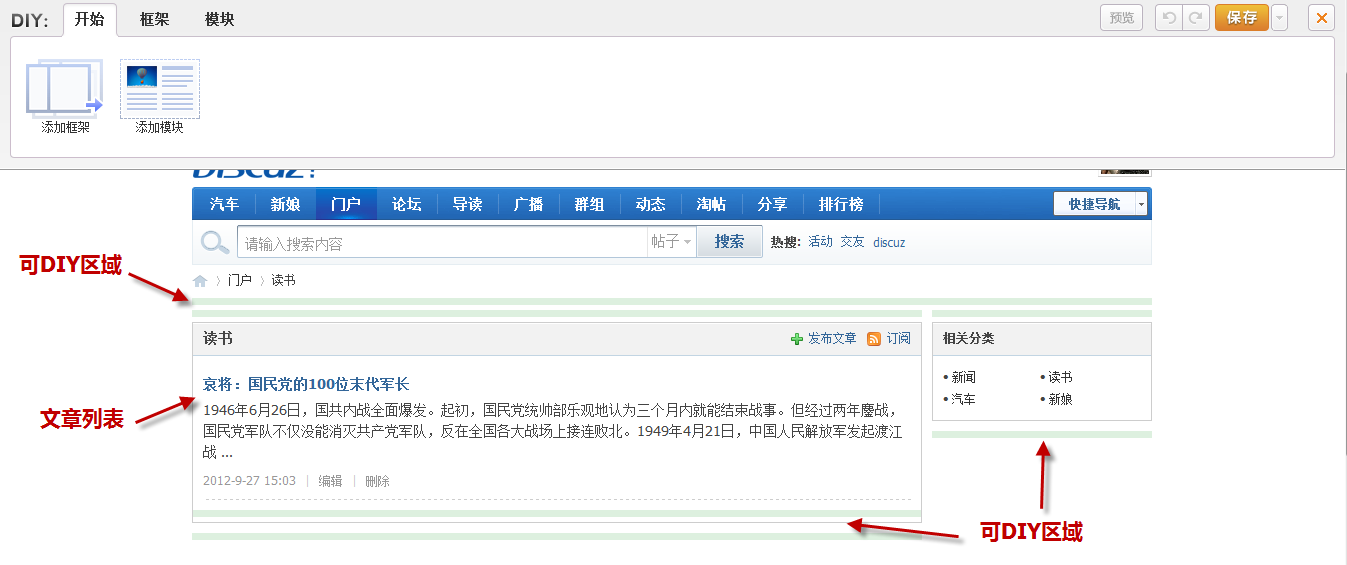 DIY: 开始 框架 模块 预览 保存
添加框架 添加模块
DISCUZ!
汽车 新娘 门户 论坛 导读 广播 群组 动态 淘帖 分享 排行榜 快捷导航
请输入搜索内容 帖子 搜索 热搜: 活动 交友 discuz
可DIY区域
门户 读书
读书 发布文章 订阅 相关分类
• 新闻 • 读书
哀将：国民党的100位末代军长
• 汽车 • 新娘
1946年6月26日，国共内战全面爆发。起初，国民党统帅部乐观地认为三个月内就能结束战事。但经过两年鏖战，
文章列表
国民党军队不仅没能消灭共产党军队，反在全国各大战场上接连败北。1949年4月21日，中国人民解放军发起渡江
战 ...
2012-9-27 15:03 | 编辑 | 删除
可DIY区域